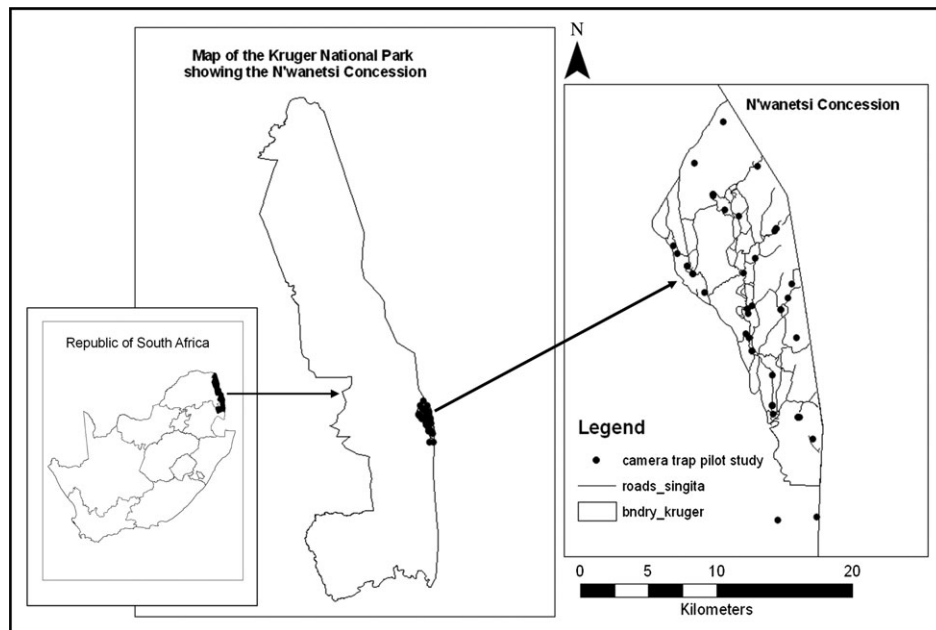 Map of the Kruger National Park
showing the N'wanetsi Concession
Republic of South Africa
N
N'wanetsi Concession
Legend
camera trap pilot study
roads_singita
bndry_kruger
0 5 10 20
Kilometers